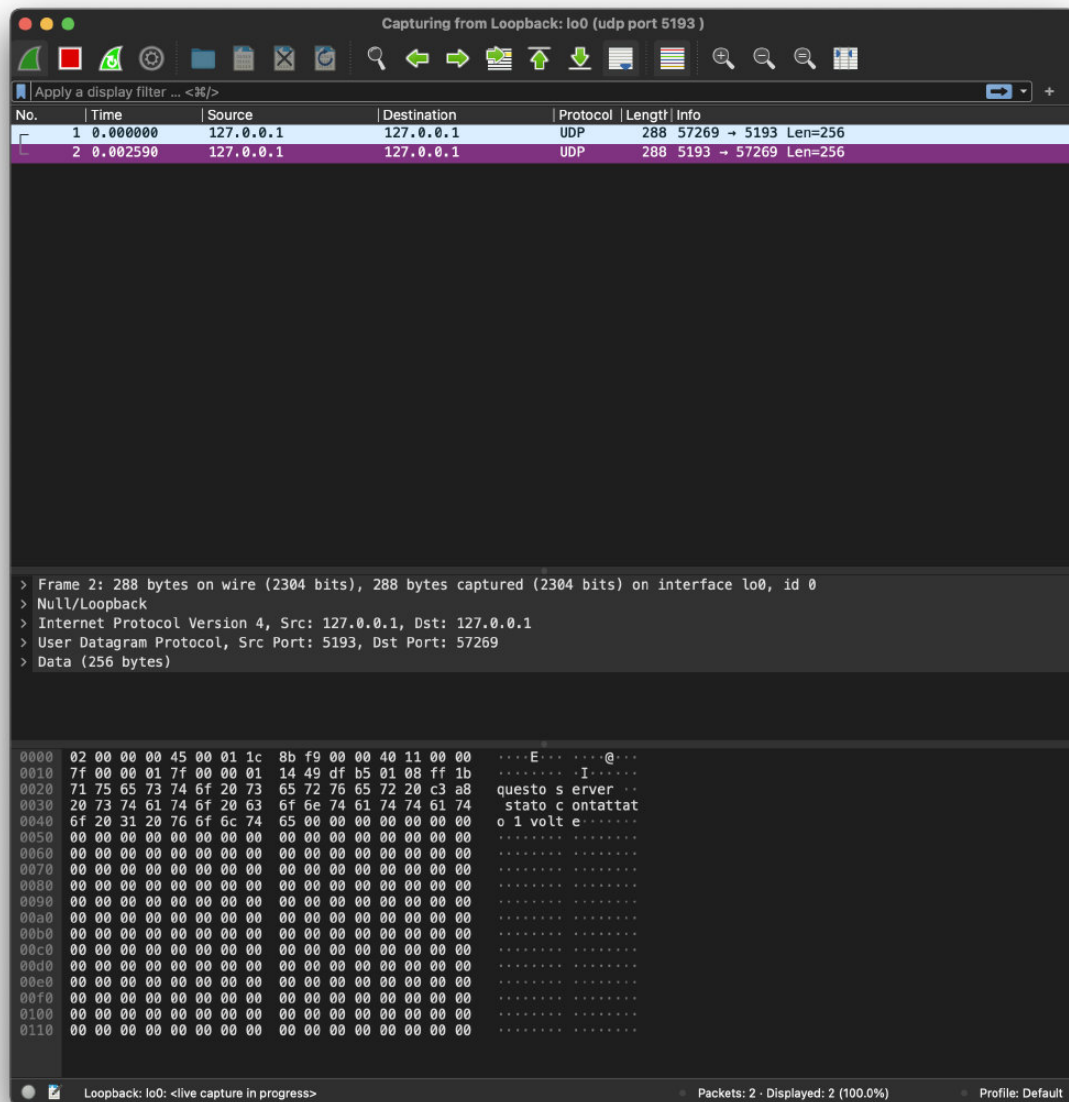 Capturing from Loopback: lo0 (udp port 5193 )
Apply a display filter ... <⌘/>
No. Time Source Destination Protocol Length Info
1 0.000000 127.0.0.1 127.0.0.1 UDP 288 57269 → 5193 Len=256
2 0.002590 127.0.0.1 127.0.0.1 UDP 288 5193 → 57269 Len=256
> Frame 2: 288 bytes on wire (2304 bits), 288 bytes captured (2304 bits) on interface lo0, id 0
> Null/Loopback
> Internet Protocol Version 4, Src: 127.0.0.1, Dst: 127.0.0.1
> User Datagram Protocol, Src Port: 5193, Dst Port: 57269
> Data (256 bytes)
0000 02 00 00 00 45 00 01 1c 8b f9 00 00 40 11 00 00 ····E··· ····@···
0010 7f 00 00 01 7f 00 00 01 14 49 df b5 01 08 ff 1b ········ ·I······
0020 71 75 65 73 74 6f 20 73 65 72 76 65 72 20 c3 a8 questo s erver ··
0030 20 73 74 61 74 6f 20 63 6f 6e 74 61 74 74 61 74 stato c ontattat
0040 6f 20 31 20 76 6f 6c 74 65 00 00 00 00 00 00 00 o 1 volt e·······
0050 00 00 00 00 00 00 00 00 00 00 00 00 00 00 00 00 ········ ········
0060 00 00 00 00 00 00 00 00 00 00 00 00 00 00 00 00 ········ ········
0070 00 00 00 00 00 00 00 00 00 00 00 00 00 00 00 00 ········ ········
0080 00 00 00 00 00 00 00 00 00 00 00 00 00 00 00 00 ········ ········
0090 00 00 00 00 00 00 00 00 00 00 00 00 00 00 00 00 ········ ········
00a0 00 00 00 00 00 00 00 00 00 00 00 00 00 00 00 00 ········ ········
00b0 00 00 00 00 00 00 00 00 00 00 00 00 00 00 00 00 ········ ········
00c0 00 00 00 00 00 00 00 00 00 00 00 00 00 00 00 00 ········ ········
00d0 00 00 00 00 00 00 00 00 00 00 00 00 00 00 00 00 ········ ········
00e0 00 00 00 00 00 00 00 00 00 00 00 00 00 00 00 00 ········ ········
00f0 00 00 00 00 00 00 00 00 00 00 00 00 00 00 00 00 ········ ········
0100 00 00 00 00 00 00 00 00 00 00 00 00 00 00 00 00 ········ ········
0110 00 00 00 00 00 00 00 00 00 00 00 00 00 00 00 00 ········ ········
Loopback: lo0: <live capture in progress> Packets: 2 · Displayed: 2 (100.0%) Profile: Default